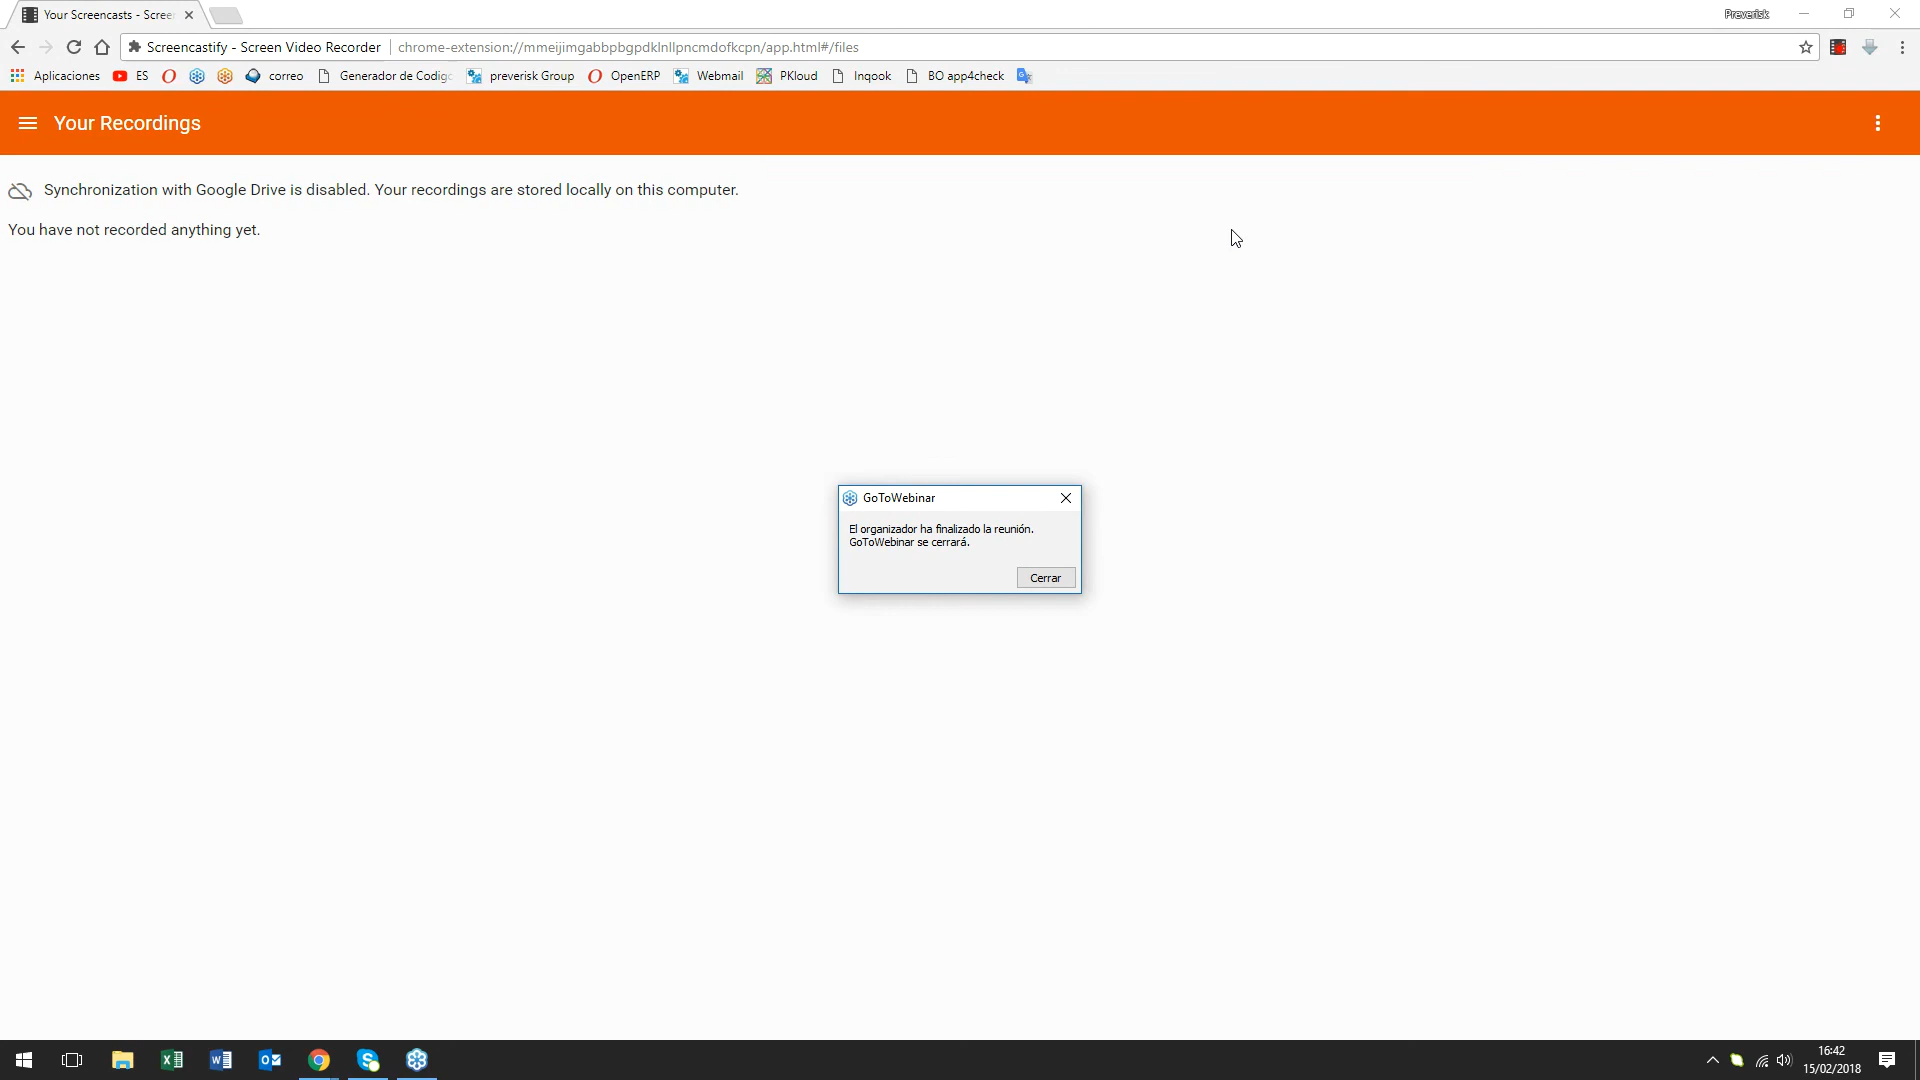 Your Screencasts - Scree
Preverisk
Screencastify - Screen Video Recorder
chrome-extension://mmeijimgabbpbgpdklnllpncmdofkcpn/app.html#/files
Aplicaciones
ES
correo
Generador de Codigo
preverisk Group
OpenERP
Webmail
PKloud
Inqook
BO app4check
Your Recordings
Synchronization with Google Drive is disabled. Your recordings are stored locally on this computer.
You have not recorded anything yet.
GoToWebinar
El organizador ha finalizado la reunión.
GoToWebinar se cerrará.
Cerrar
16:42
15/02/2018